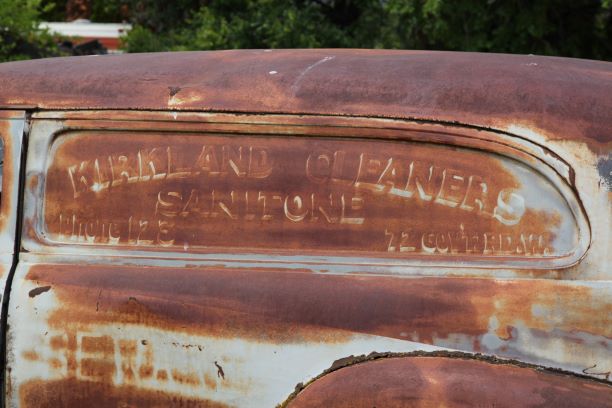 KIRKLAND CLEANERS
SANITONE
Phone 128
72